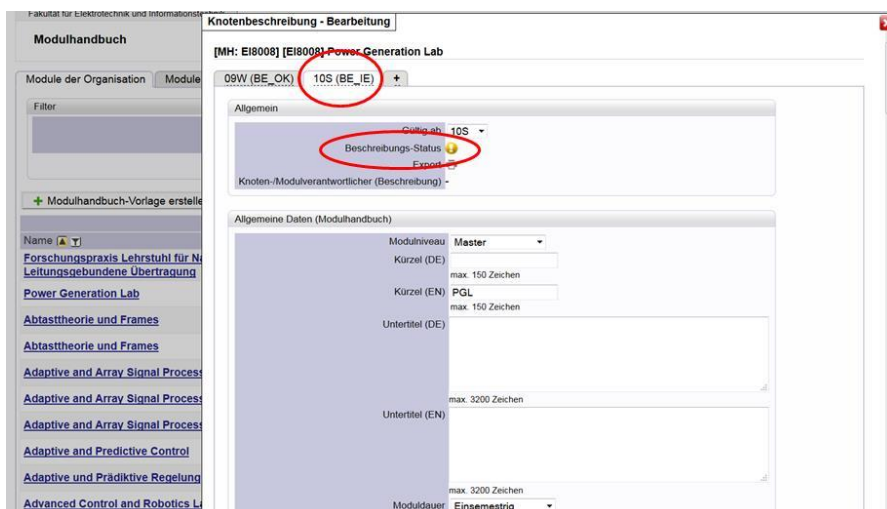 Fakultät für Elektrotechnik und Informationstechnik
Knotenbeschreibung - Bearbeitung
Modulhandbuch
[MH: EI8008] [EI8008] Power Generation Lab
Module der Organisation Module
09W (BE_OK) 10S (BE_IE) +
Filter
Allgemein
Gültig ab 10S
Beschreibungs-Status
Export
Knoten-/Modulverantwortlicher (Beschreibung) -
+ Modulhandbuch-Vorlage erstelle
Allgemeine Daten (Modulhandbuch)
Name
Modulniveau Master
Forschungspraxis Lehrstuhl für Na
Leitungsgebundene Übertragung
Kürzel (DE)
max. 150 Zeichen
Power Generation Lab
Kürzel (EN) PGL
max. 150 Zeichen
Abtasttheorie und Frames
Untertitel (DE)
Abtasttheorie und Frames
Adaptive and Array Signal Process
Adaptive and Array Signal Process
max. 3200 Zeichen
Untertitel (EN)
Adaptive and Array Signal Process
Adaptive and Predictive Control
Adaptive und Prädiktive Regelung
max. 3200 Zeichen
Advanced Control and Robotics La
Moduldauer Einsemestrig